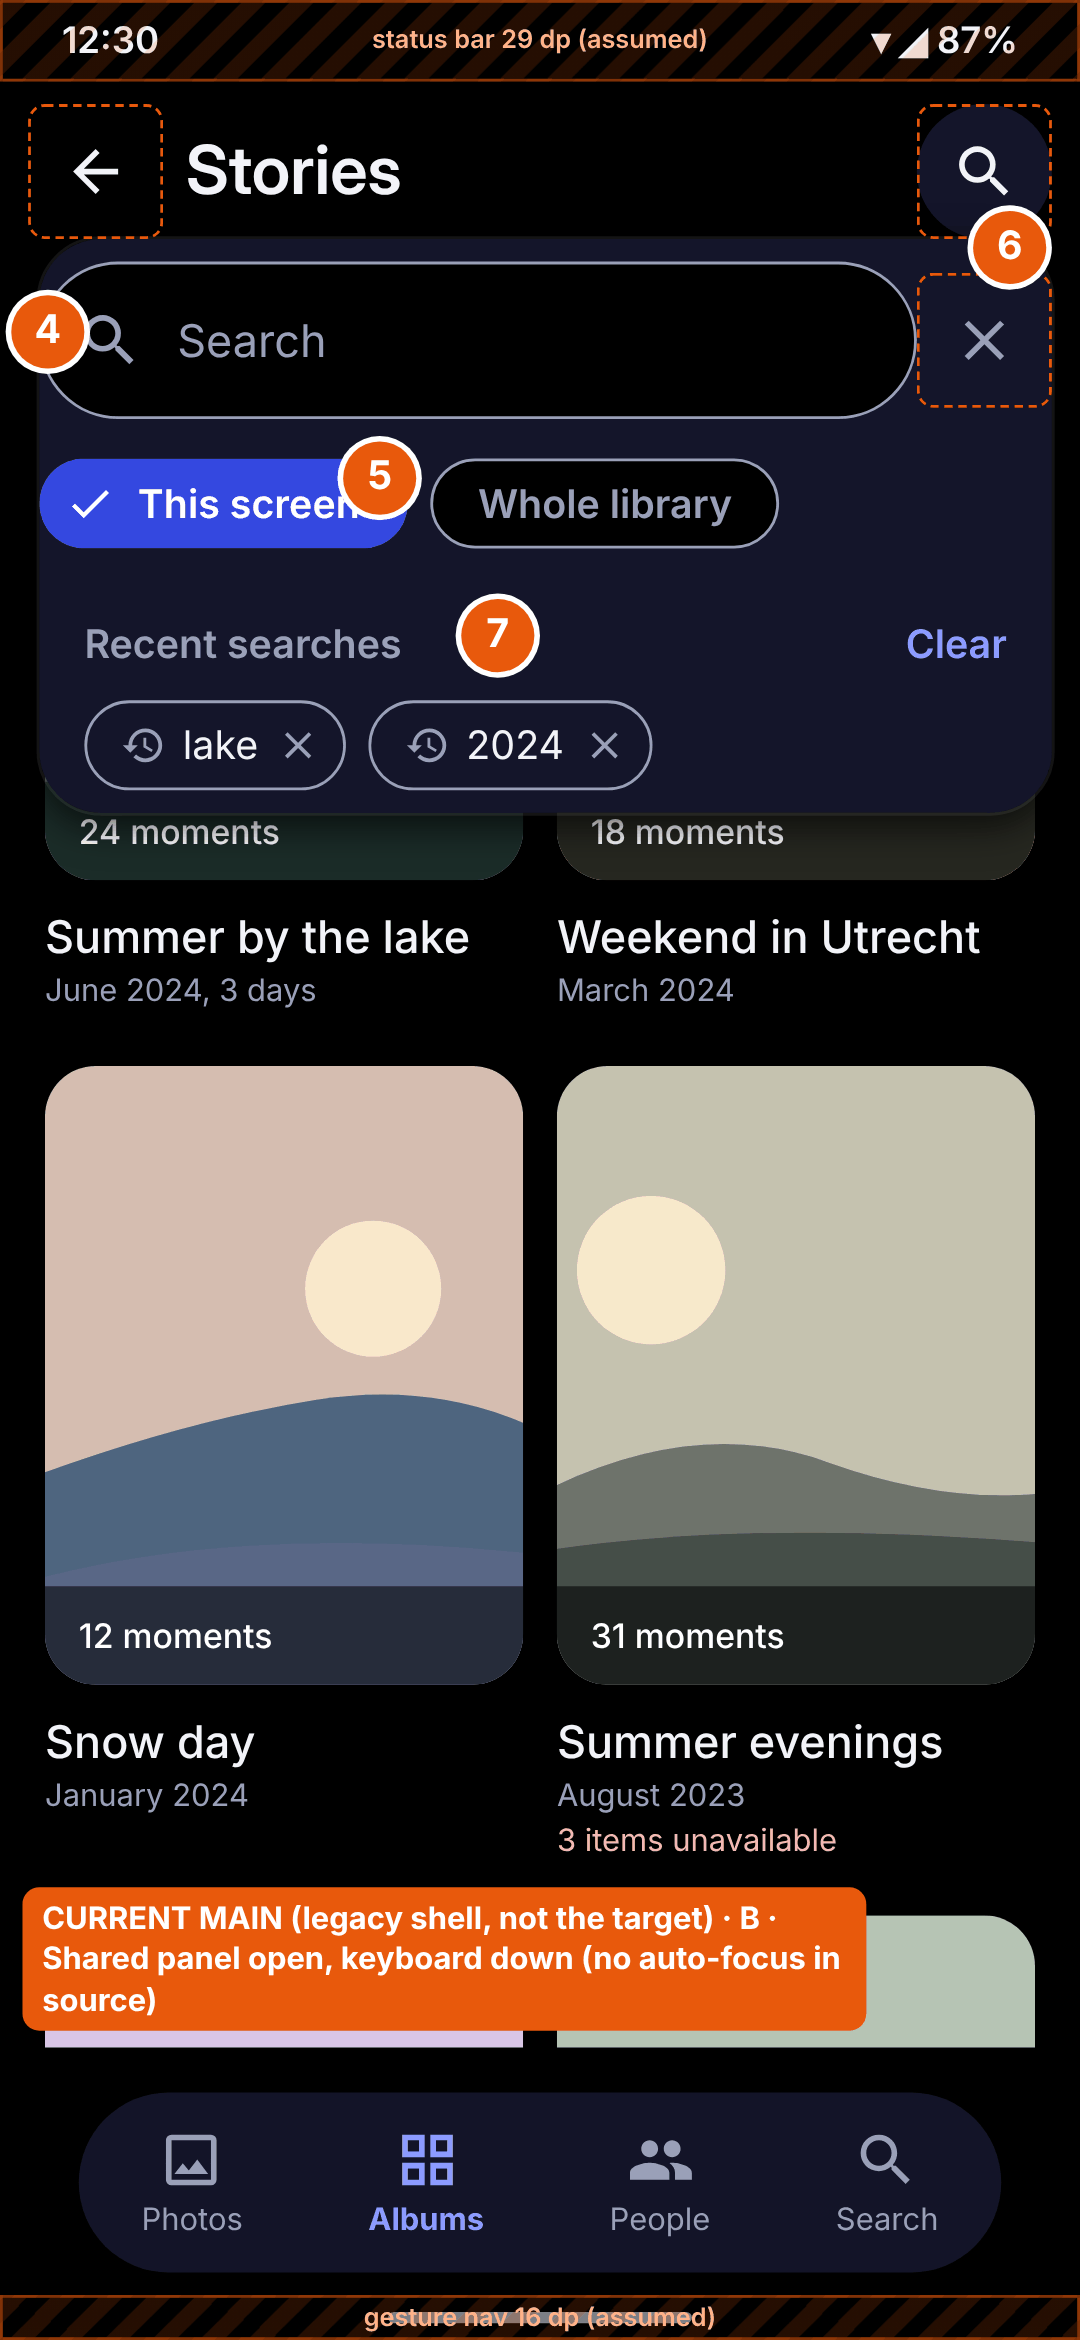 12:30
status bar 29 dp (assumed)
87%
Stories
6
4
Search
This screen
5
Whole library
Recent searches
7
Clear
lake
2024
24 moments
18 moments
Summer by the lake
Weekend in Utrecht
June 2024, 3 days
March 2024
12 moments
31 moments
Snow day
Summer evenings
January 2024
August 2023
3 items unavailable
CURRENT MAIN (legacy shell, not the target) · B ·
Shared panel open, keyboard down (no auto-focus in
source)
Photos
Albums
People
Search
gesture nav 16 dp (assumed)